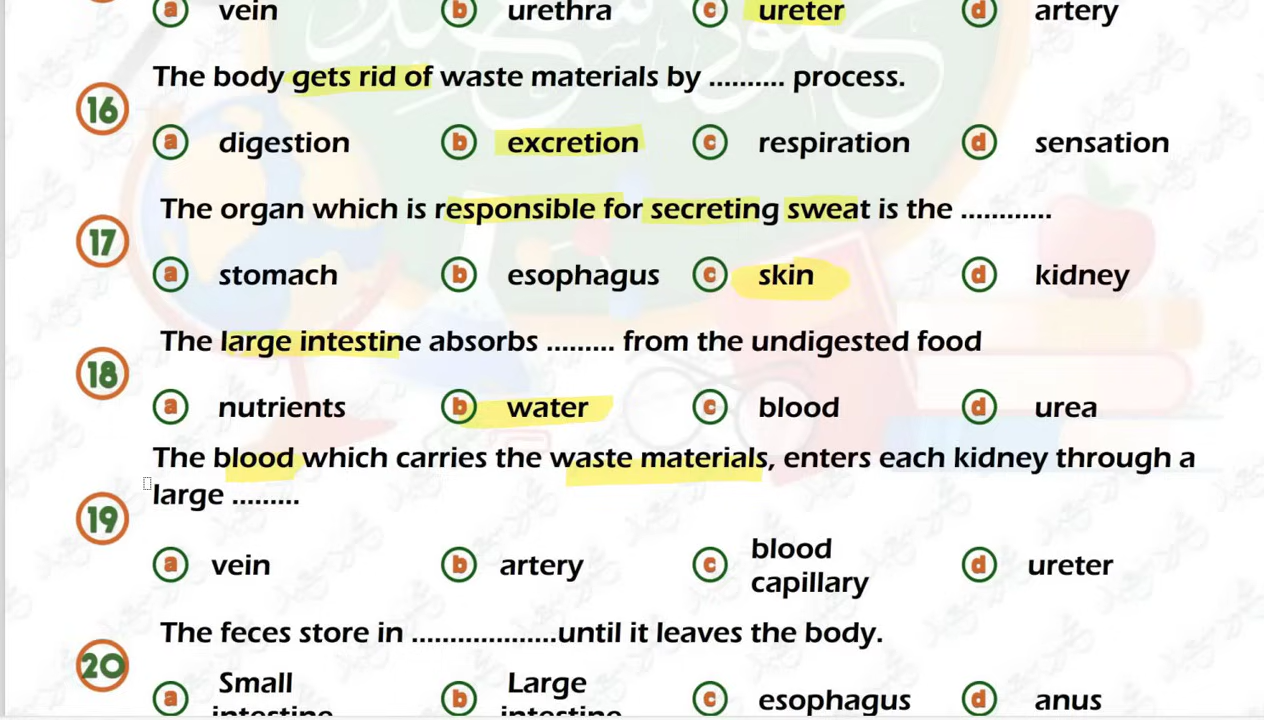 a vein b urethra c ureter d artery
The body gets rid of waste materials by .......... process.
16
a digestion b excretion c respiration d sensation
The organ which is responsible for secreting sweat is the ............
17
a stomach b esophagus c skin d kidney
The large intestine absorbs ......... from the undigested food
18
a nutrients b water c blood d urea
The blood which carries the waste materials, enters each kidney through a
large .........
19
a vein b artery c blood capillary d ureter
The feces store in ...................until it leaves the body.
20
a Small intestine b Large intestine c esophagus d anus